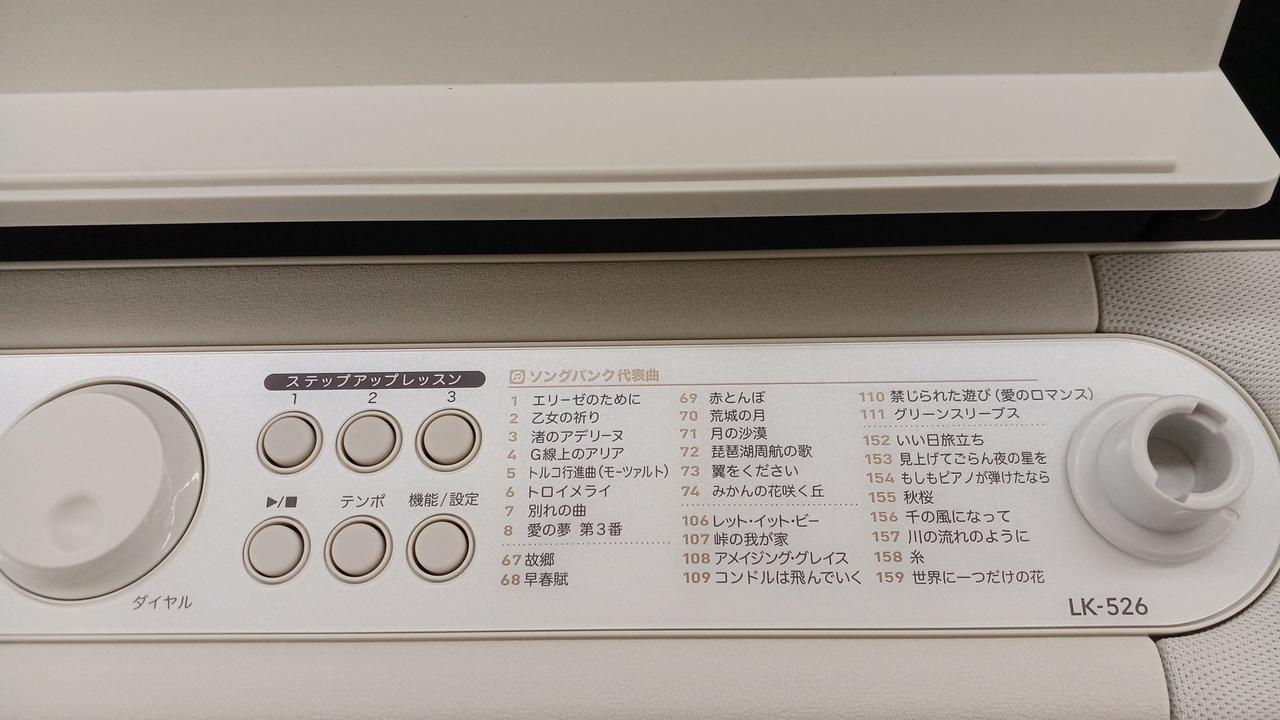 ステップアップレッスン
1 2 3
▶/■ テンポ 機能/設定
ダイヤル
ソングバンク代表曲
1 エリーゼのために
2 乙女の祈り
3 渚のアデリーヌ
4 G線上のアリア
5 トルコ行進曲(モーツァルト)
6 トロイメライ
7 別れの曲
8 愛の夢 第3番
67 故郷
68 早春賦
69 赤とんぼ
70 荒城の月
71 月の沙漠
72 琵琶湖周航の歌
73 翼をください
74 みかんの花咲く丘
106 レット・イット・ビー
107 峠の我が家
108 アメイジング・グレイス
109 コンドルは飛んでいく
110 禁じられた遊び(愛のロマンス)
111 グリーンスリーブス
152 いい日旅立ち
153 見上げてごらん夜の星を
154 もしもピアノが弾けたなら
155 秋桜
156 千の風になって
157 川の流れのように
158 糸
159 世界に一つだけの花
LK-526